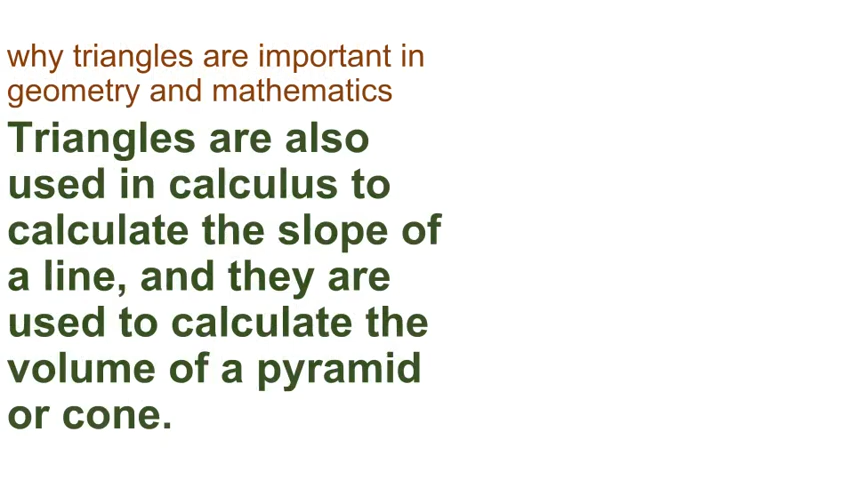 why triangles are important in
geometry and mathematics
Triangles are also
used in calculus to
calculate the slope of
a line, and they are
used to calculate the
volume of a pyramid
or cone.